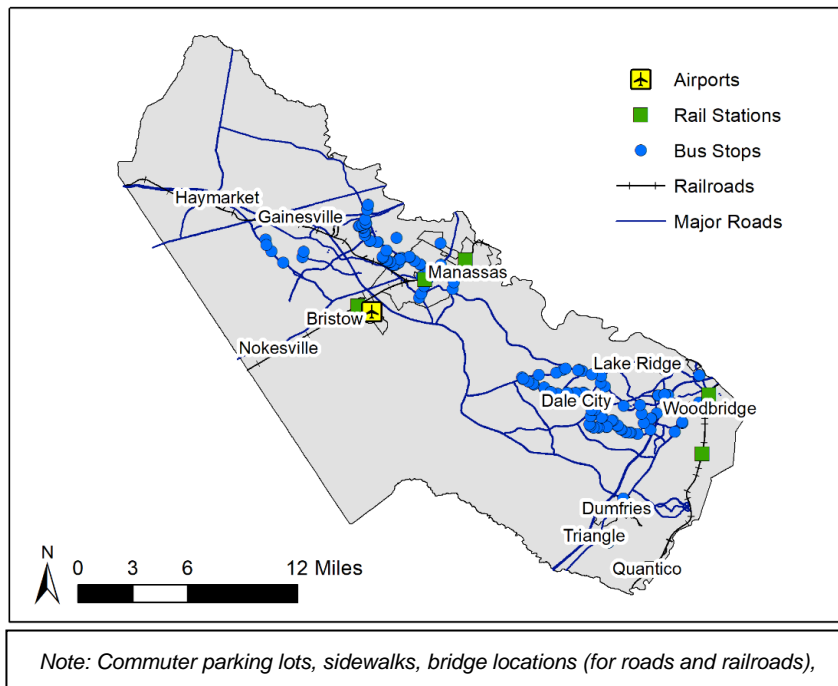 Airports
Rail Stations
Bus Stops
Railroads
Major Roads
Haymarket
Gainesville
Manassas
Bristow
Nokesville
Lake Ridge
Dale City
Woodbridge
Dumfries
Triangle
Quantico
N
0 3 6 12 Miles
Note: Commuter parking lots, sidewalks, bridge locations (for roads and railroads),